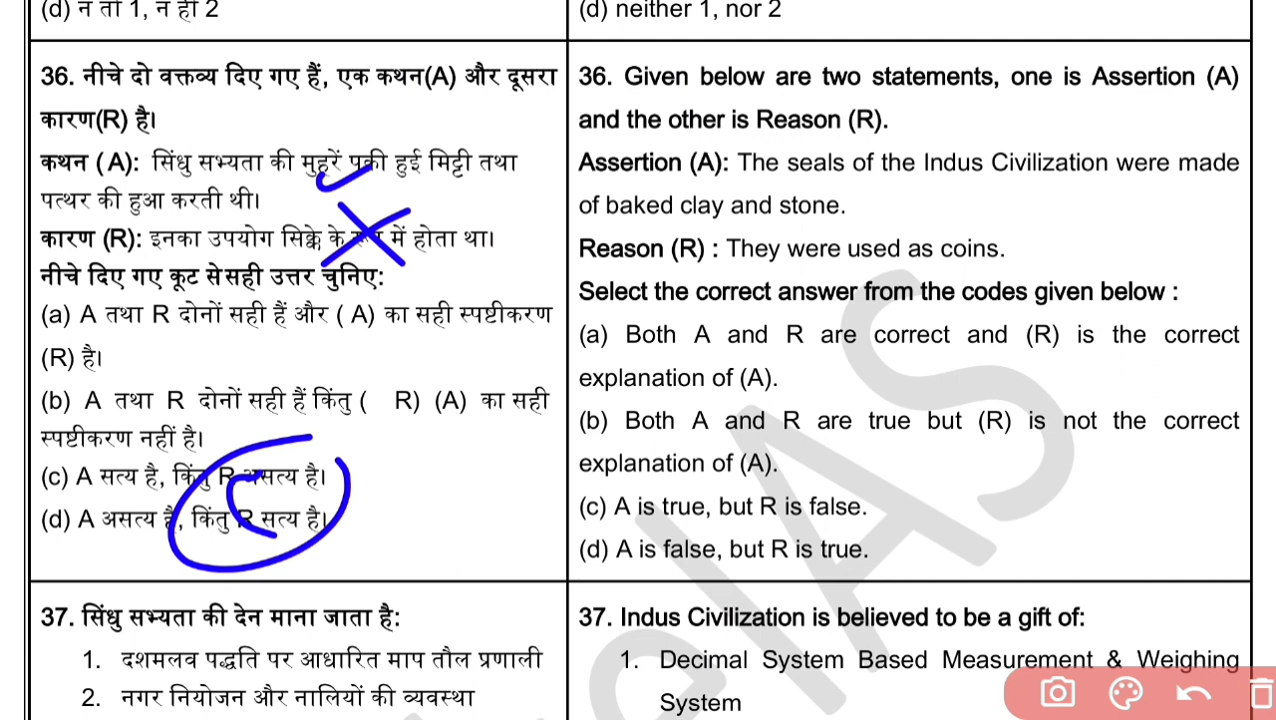 (d) न तो 1, न ही 2
36. नीचे दो वक्तव्य दिए गए हैं, एक कथन(A) और दूसरा
कारण(R) है।
कथन ( A): सिंधु सभ्यता की मुहरें पकी हुई मिट्टी तथा
पत्थर की हुआ करती थी।
कारण (R): इनका उपयोग सिक्के के रूप में होता था।
नीचे दिए गए कूट से सही उत्तर चुनिए:
(a) A तथा R दोनों सही हैं और ( A) का सही स्पष्टीकरण
(R) है।
(b) A तथा R दोनों सही हैं किंतु ( R) (A) का सही
स्पष्टीकरण नहीं है।
(c) A सत्य है, किंतु R असत्य है।
(d) A असत्य है, किंतु R सत्य है।
C
37. सिंधु सभ्यता की देन माना जाता है:
1. दशमलव पद्धति पर आधारित माप तौल प्रणाली
2. नगर नियोजन और नालियों की व्यवस्था
(d) neither 1, nor 2
36. Given below are two statements, one is Assertion (A)
and the other is Reason (R).
Assertion (A): The seals of the Indus Civilization were made
of baked clay and stone.
Reason (R) : They were used as coins.
Select the correct answer from the codes given below :
(a) Both A and R are correct and (R) is the correct
explanation of (A).
(b) Both A and R are true but (R) is not the correct
explanation of (A).
(c) A is true, but R is false.
(d) A is false, but R is true.
37. Indus Civilization is believed to be a gift of:
1. Decimal System Based Measurement & Weighing
System
eIAS